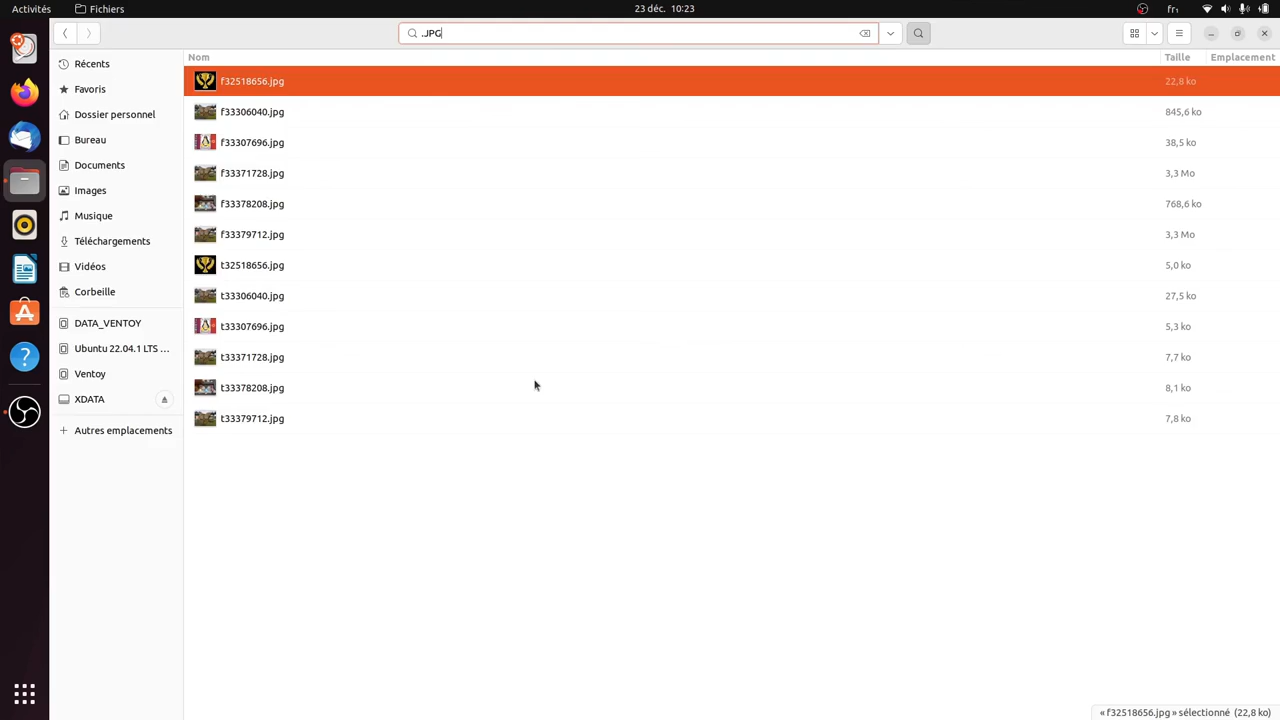 Activités Fichiers 23 déc. 10:23 fr₁
.JPG
Récents
Favoris
Dossier personnel
Bureau
Documents
Images
Musique
Téléchargements
Vidéos
Corbeille
DATA_VENTOY
Ubuntu 22.04.1 LTS ...
Ventoy
XDATA
Autres emplacements
Nom Taille Emplacement
f32518656.jpg 22,8 ko
f33306040.jpg 845,6 ko
f33307696.jpg 38,5 ko
f33371728.jpg 3,3 Mo
f33378208.jpg 768,6 ko
f33379712.jpg 3,3 Mo
t32518656.jpg 5,0 ko
t33306040.jpg 27,5 ko
t33307696.jpg 5,3 ko
t33371728.jpg 7,7 ko
t33378208.jpg 8,1 ko
t33379712.jpg 7,8 ko
« f32518656.jpg » sélectionné (22,8 ko)